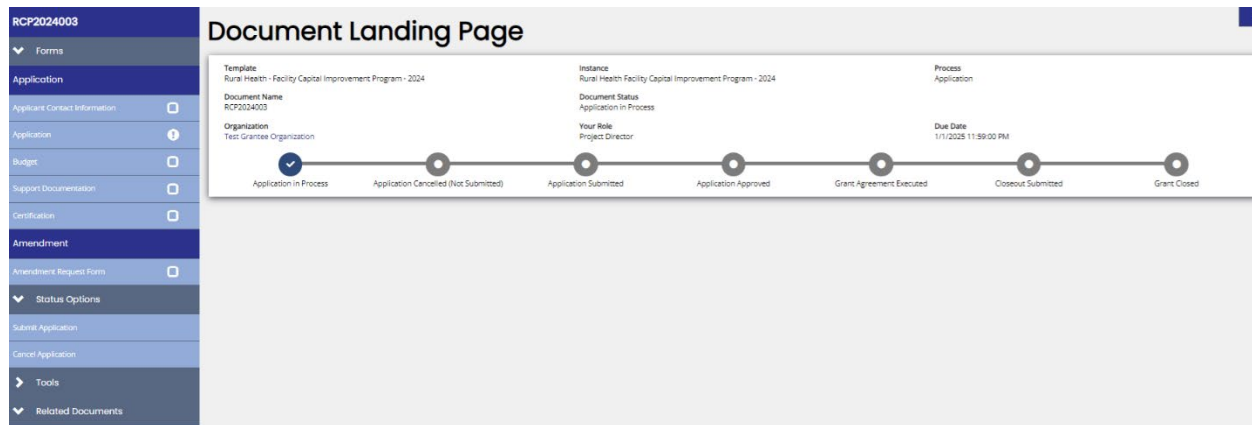 RCP2024003
Forms
Application
Applicant Contact Information
Application
Budget
Support Documentation
Certification
Amendment
Amendment Request Form
Status Options
Submit Application
Cancel Application
Tools
Related Documents
Document Landing Page
Template
Rural Health - Facility Capital Improvement Program - 2024
Instance
Rural Health Facility Capital Improvement Program - 2024
Process
Application
Document Name
RCP2024003
Document Status
Application in Process
Organization
Test Grantee Organization
Your Role
Project Director
Due Date
1/1/2025 11:59:00 PM
Application in Process
Application Cancelled (Not Submitted)
Application Submitted
Application Approved
Grant Agreement Executed
Closeout Submitted
Grant Closed